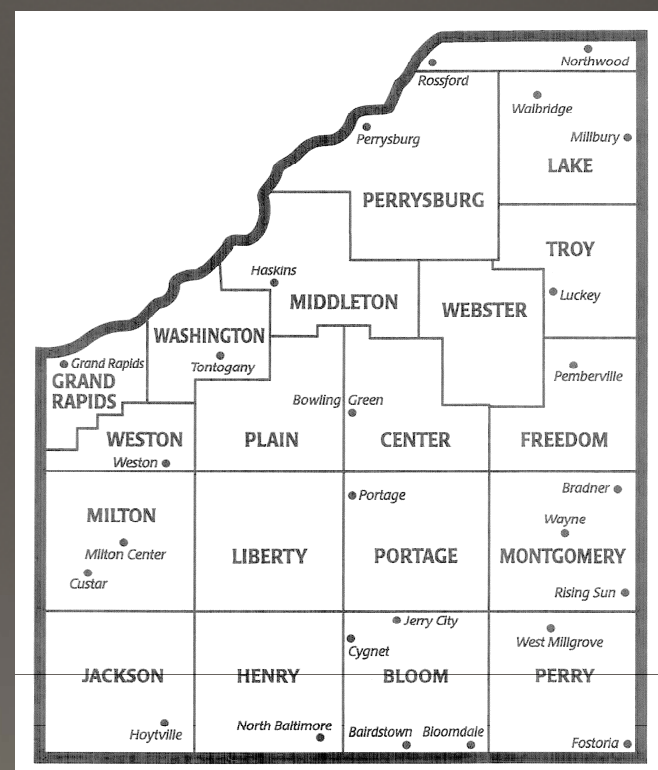 Northwood
Rossford
Walbridge
Perrysburg
Millbury
LAKE
PERRYSBURG
TROY
Haskins
Luckey
MIDDLETON
WEBSTER
WASHINGTON
Tontogany
Grand Rapids
GRAND
RAPIDS
Pemberville
Bowling Green
WESTON
PLAIN
CENTER
FREEDOM
Weston
Bradner
Portage
MILTON
Wayne
Milton Center
LIBERTY
PORTAGE
MONTGOMERY
Custar
Rising Sun
Jerry City
West Millgrove
Cygnet
JACKSON
HENRY
BLOOM
PERRY
Hoytville
North Baltimore
Bairdstown
Bloomdale
Fostoria